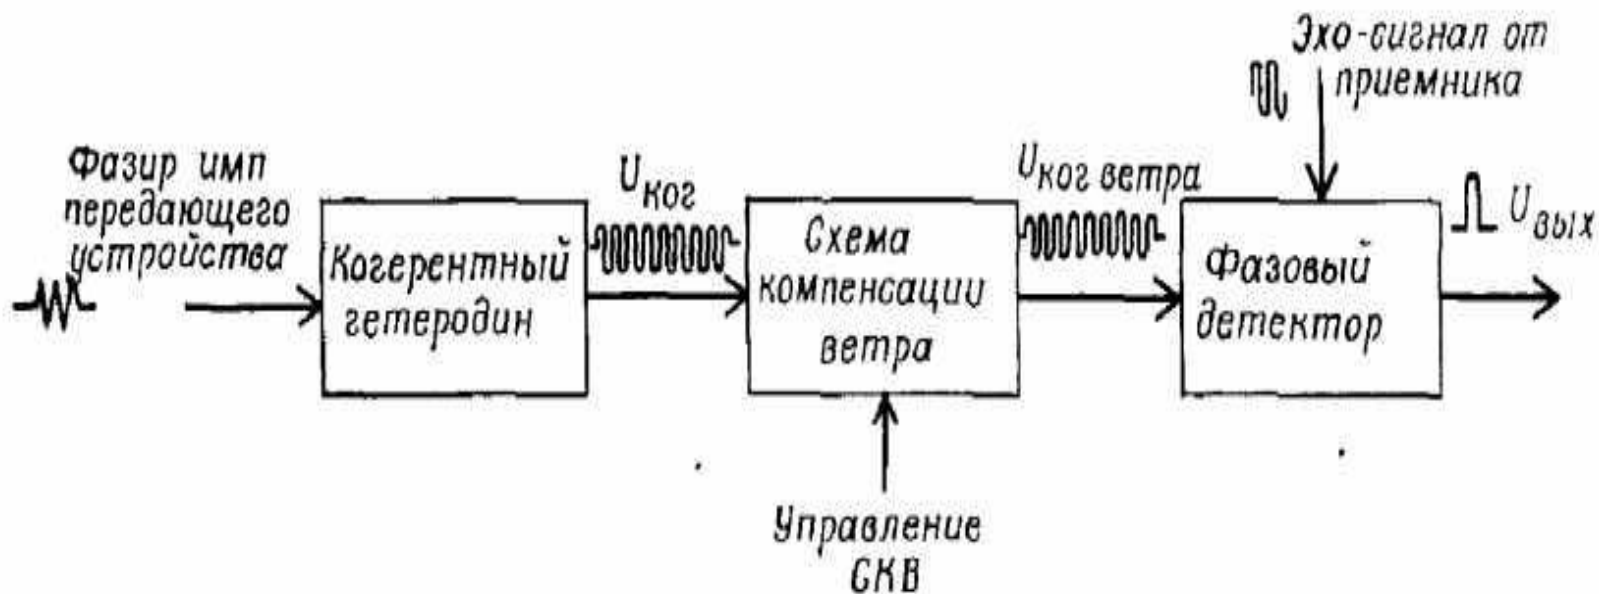 Эхо-сигнал от
приемника
Фазир имп
передающего
устройства
Uког
Uког ветра
Uвых
Когерентный
гетеродин
Схема
компенсации
ветра
Фазовый
детектор
Управление
СКВ